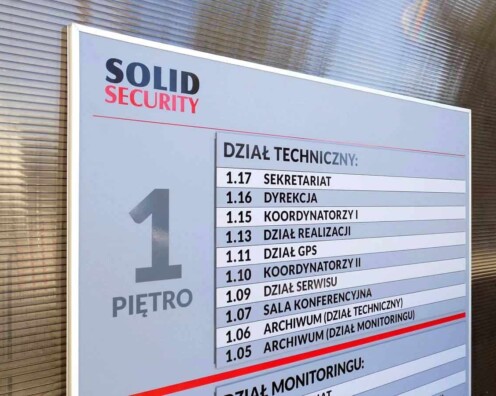 SOLID
SECURITY
1
PIĘTRO
DZIAŁ TECHNICZNY:
1.17 SEKRETARIAT
1.16 DYREKCJA
1.15 KOORDYNATORZY I
1.13 DZIAŁ REALIZACJI
1.11 DZIAŁ GPS
1.10 KOORDYNATORZY II
1.09 DZIAŁ SERWISU
1.07 SALA KONFERENCYJNA
1.06 ARCHIWUM (DZIAŁ TECHNICZNY)
1.05 ARCHIWUM (DZIAŁ MONITORINGU)
DZIAŁ MONITORINGU: